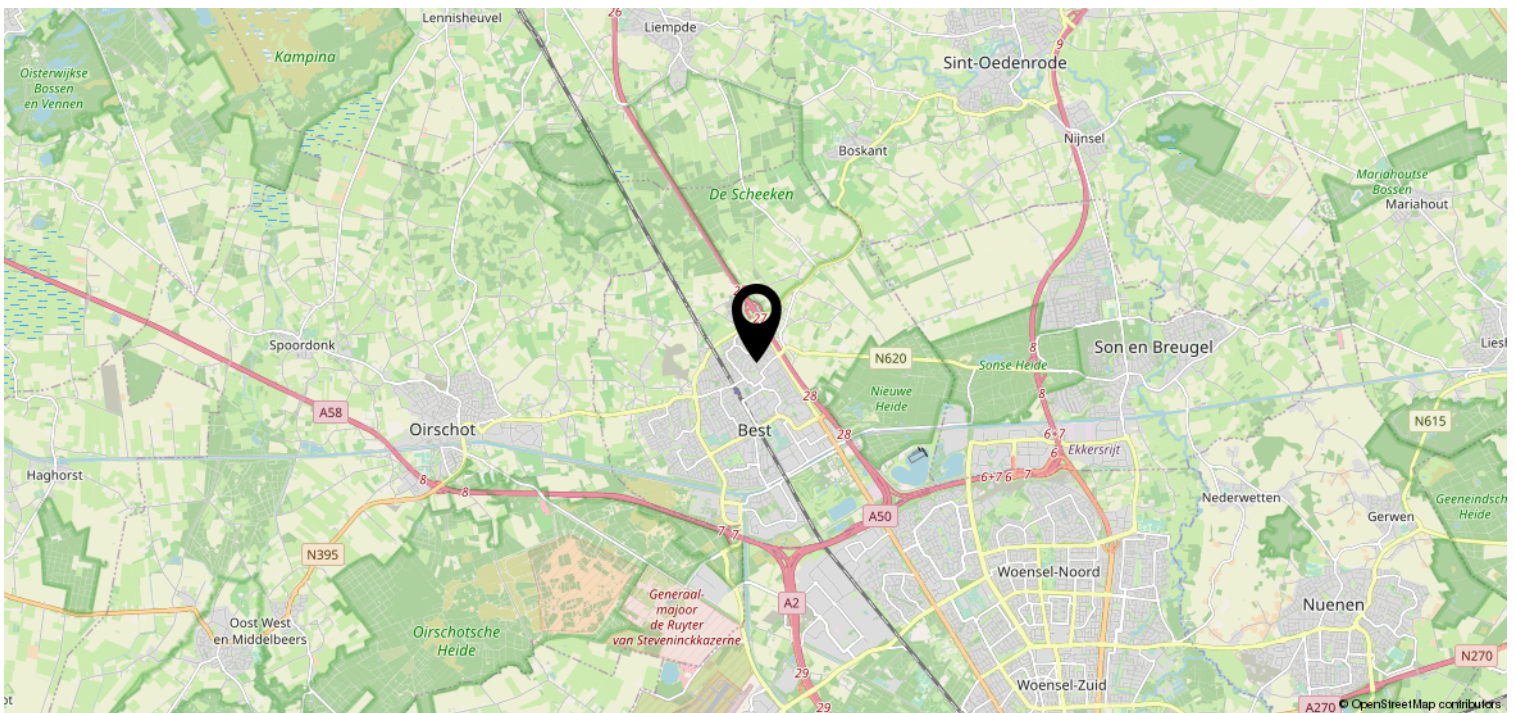 Lennisheuvel
26
Liempde
9
Kampina
Sint-Oedenrode
Oisterwijkse
Bossen
en Vennen
Nijnsel
Boskant
De Scheeken
Mariahoutse
Bossen
Mariahout
27
Spoordonk
N620
Son en Breugel
8
Sonse Heide
8
Nieuwe
Heide
28
A58
Oirschot
Best
28
N615
6+7
6
Ekkersrijt
Haghorst
8
8
6+7 6
7
Nederwetten
Geeneindsch
Heide
A50
Gerwen
7
7
N395
Woensel-Noord
Generaal-
majoor
de Ruyter
van Steveninckkazerne
A2
Nuenen
Oost West
en Middelbeers
Oirschotsche
Heide
N270
29
Woensel-Zuid
29
A270
© OpenStreetMap contributors